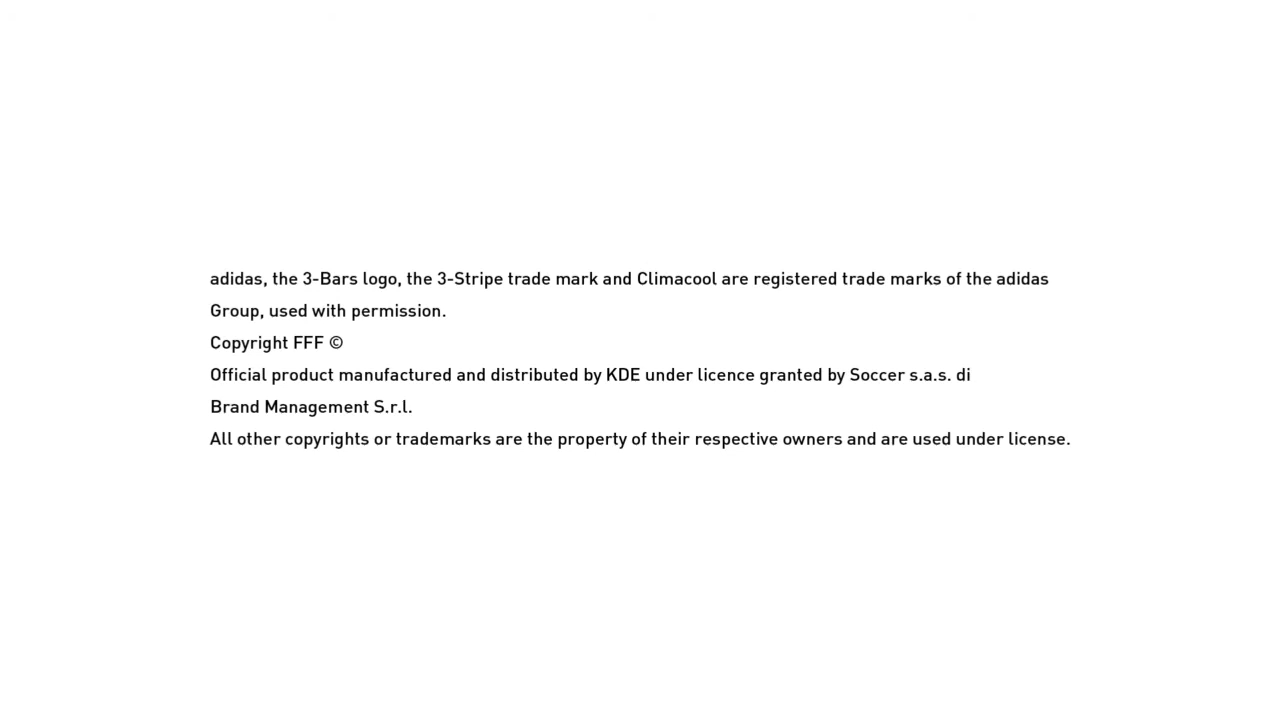 adidas, the 3-Bars logo, the 3-Stripe trade mark and Climacool are registered trade marks of the adidas
Group, used with permission.
Copyright FFF ©
Official product manufactured and distributed by KDE under licence granted by Soccer s.a.s. di
Brand Management S.r.l.
All other copyrights or trademarks are the property of their respective owners and are used under license.